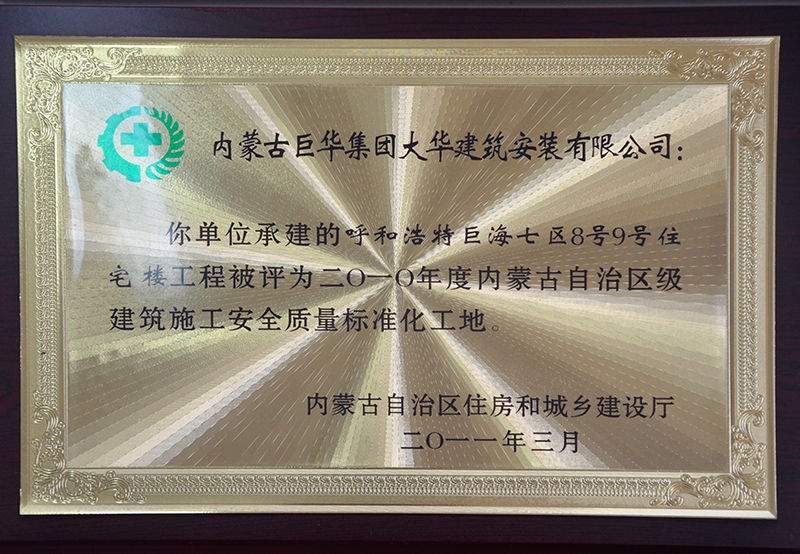 内蒙古巨华集团大华建筑安装有限公司：
你单位承建的呼和浩特巨海七区8号9号住
宅楼工程被评为二〇一〇年度内蒙古自治区级
建筑施工安全质量标准化工地。
内蒙古自治区住房和城乡建设厅
二〇一一年三月